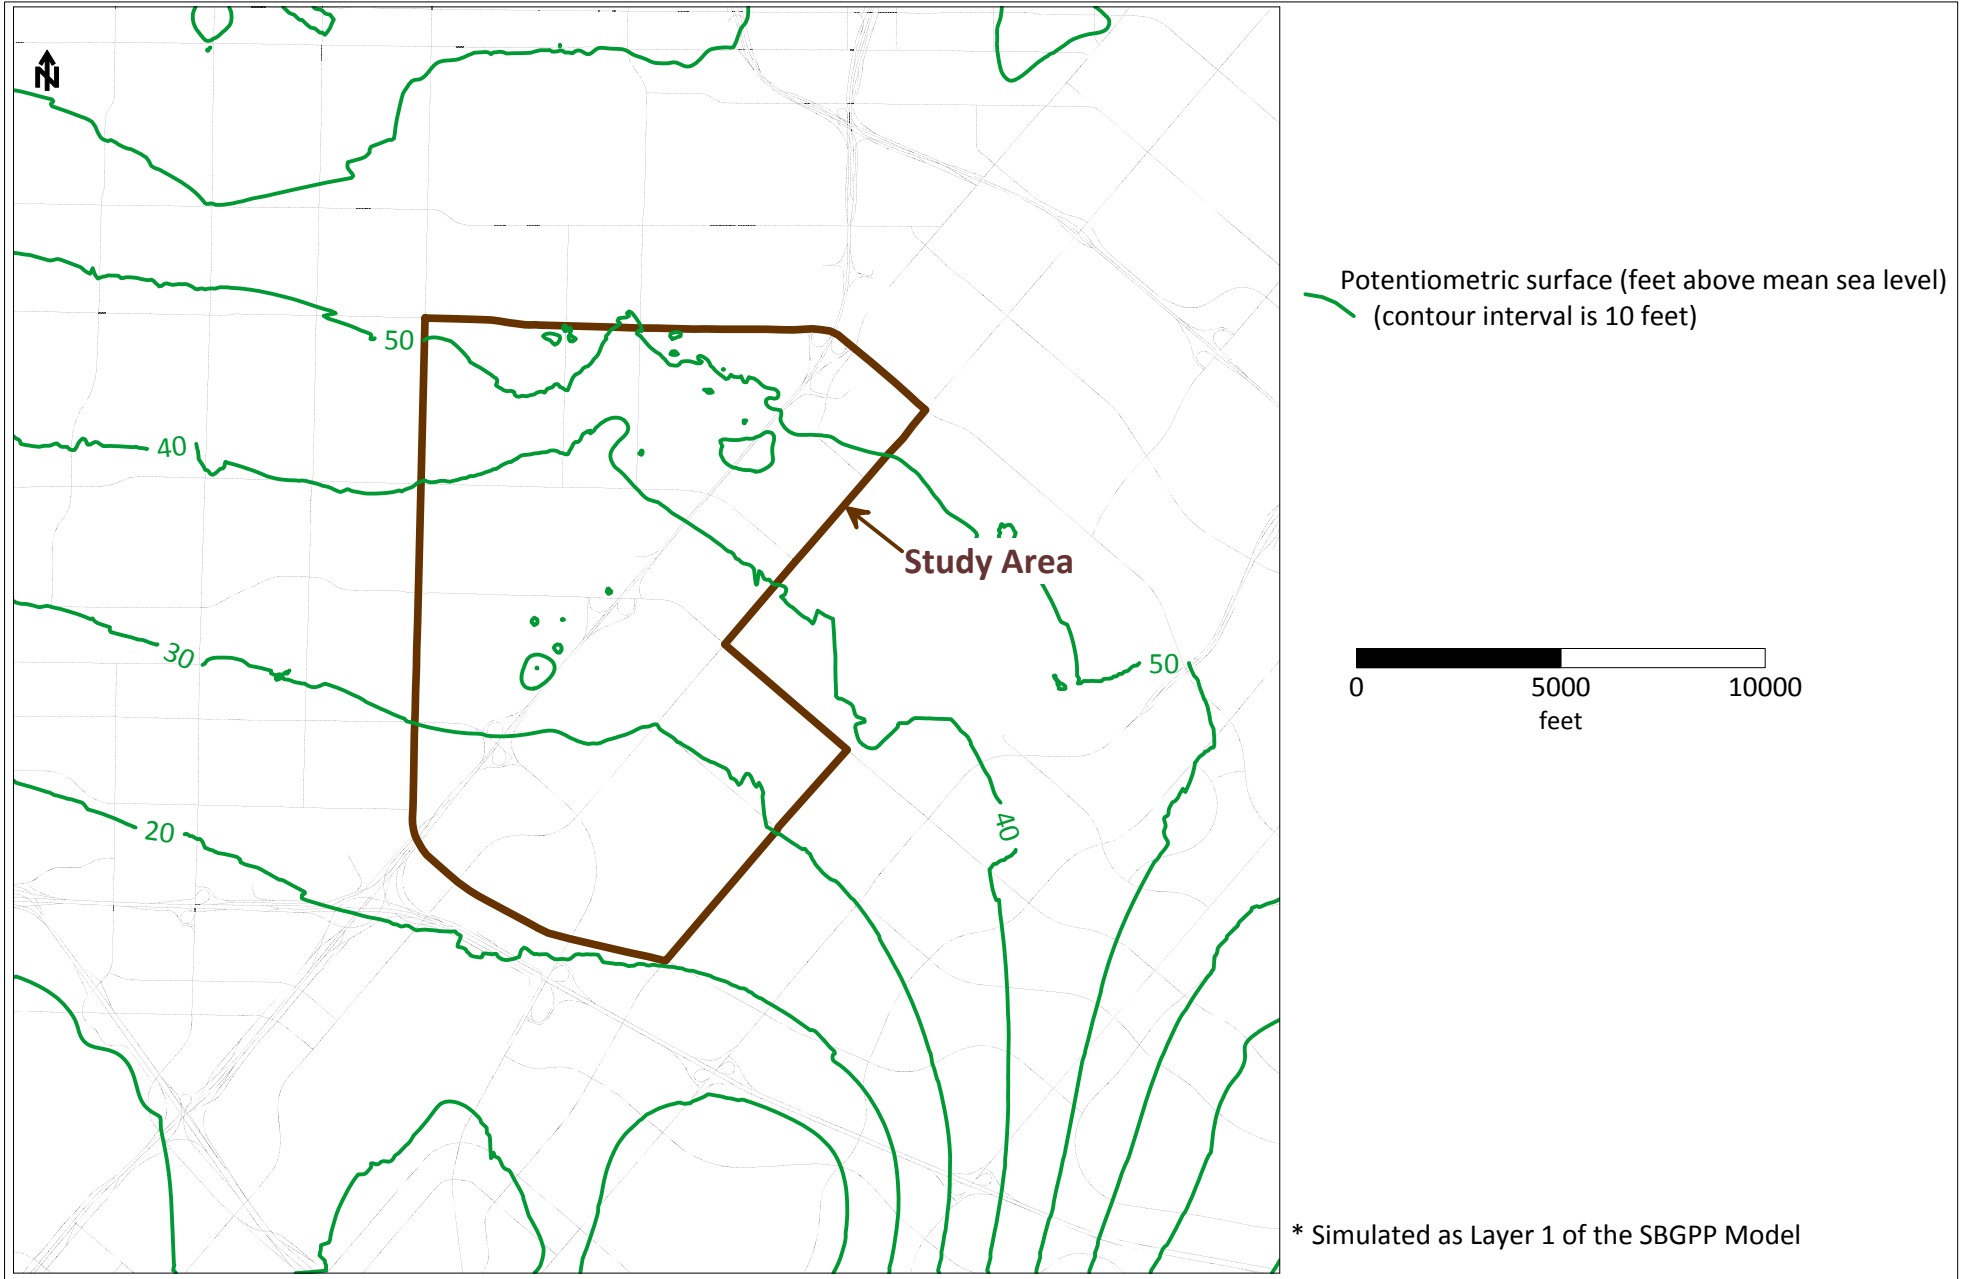 N
50
40
30
20
Study Area
50
40
Potentiometric surface (feet above mean sea level)
(contour interval is 10 feet)
0 5000 10000
feet
* Simulated as Layer 1 of the SBGPP Model